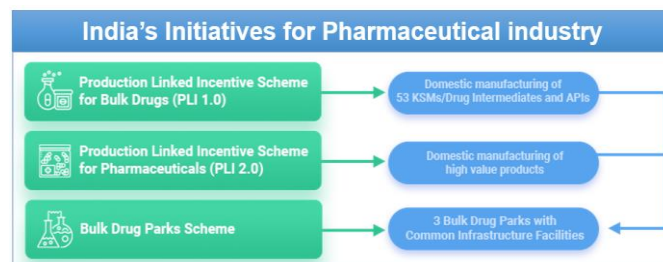 India's Initiatives for Pharmaceutical industry
Production Linked Incentive Scheme
for Bulk Drugs (PLI 1.0)
Domestic manufacturing of
53 KSMs/Drug Intermediates and APIs
Production Linked Incentive Scheme
for Pharmaceuticals (PLI 2.0)
Domestic manufacturing of
high value products
Bulk Drug Parks Scheme
3 Bulk Drug Parks with
Common Infrastructure Facilities